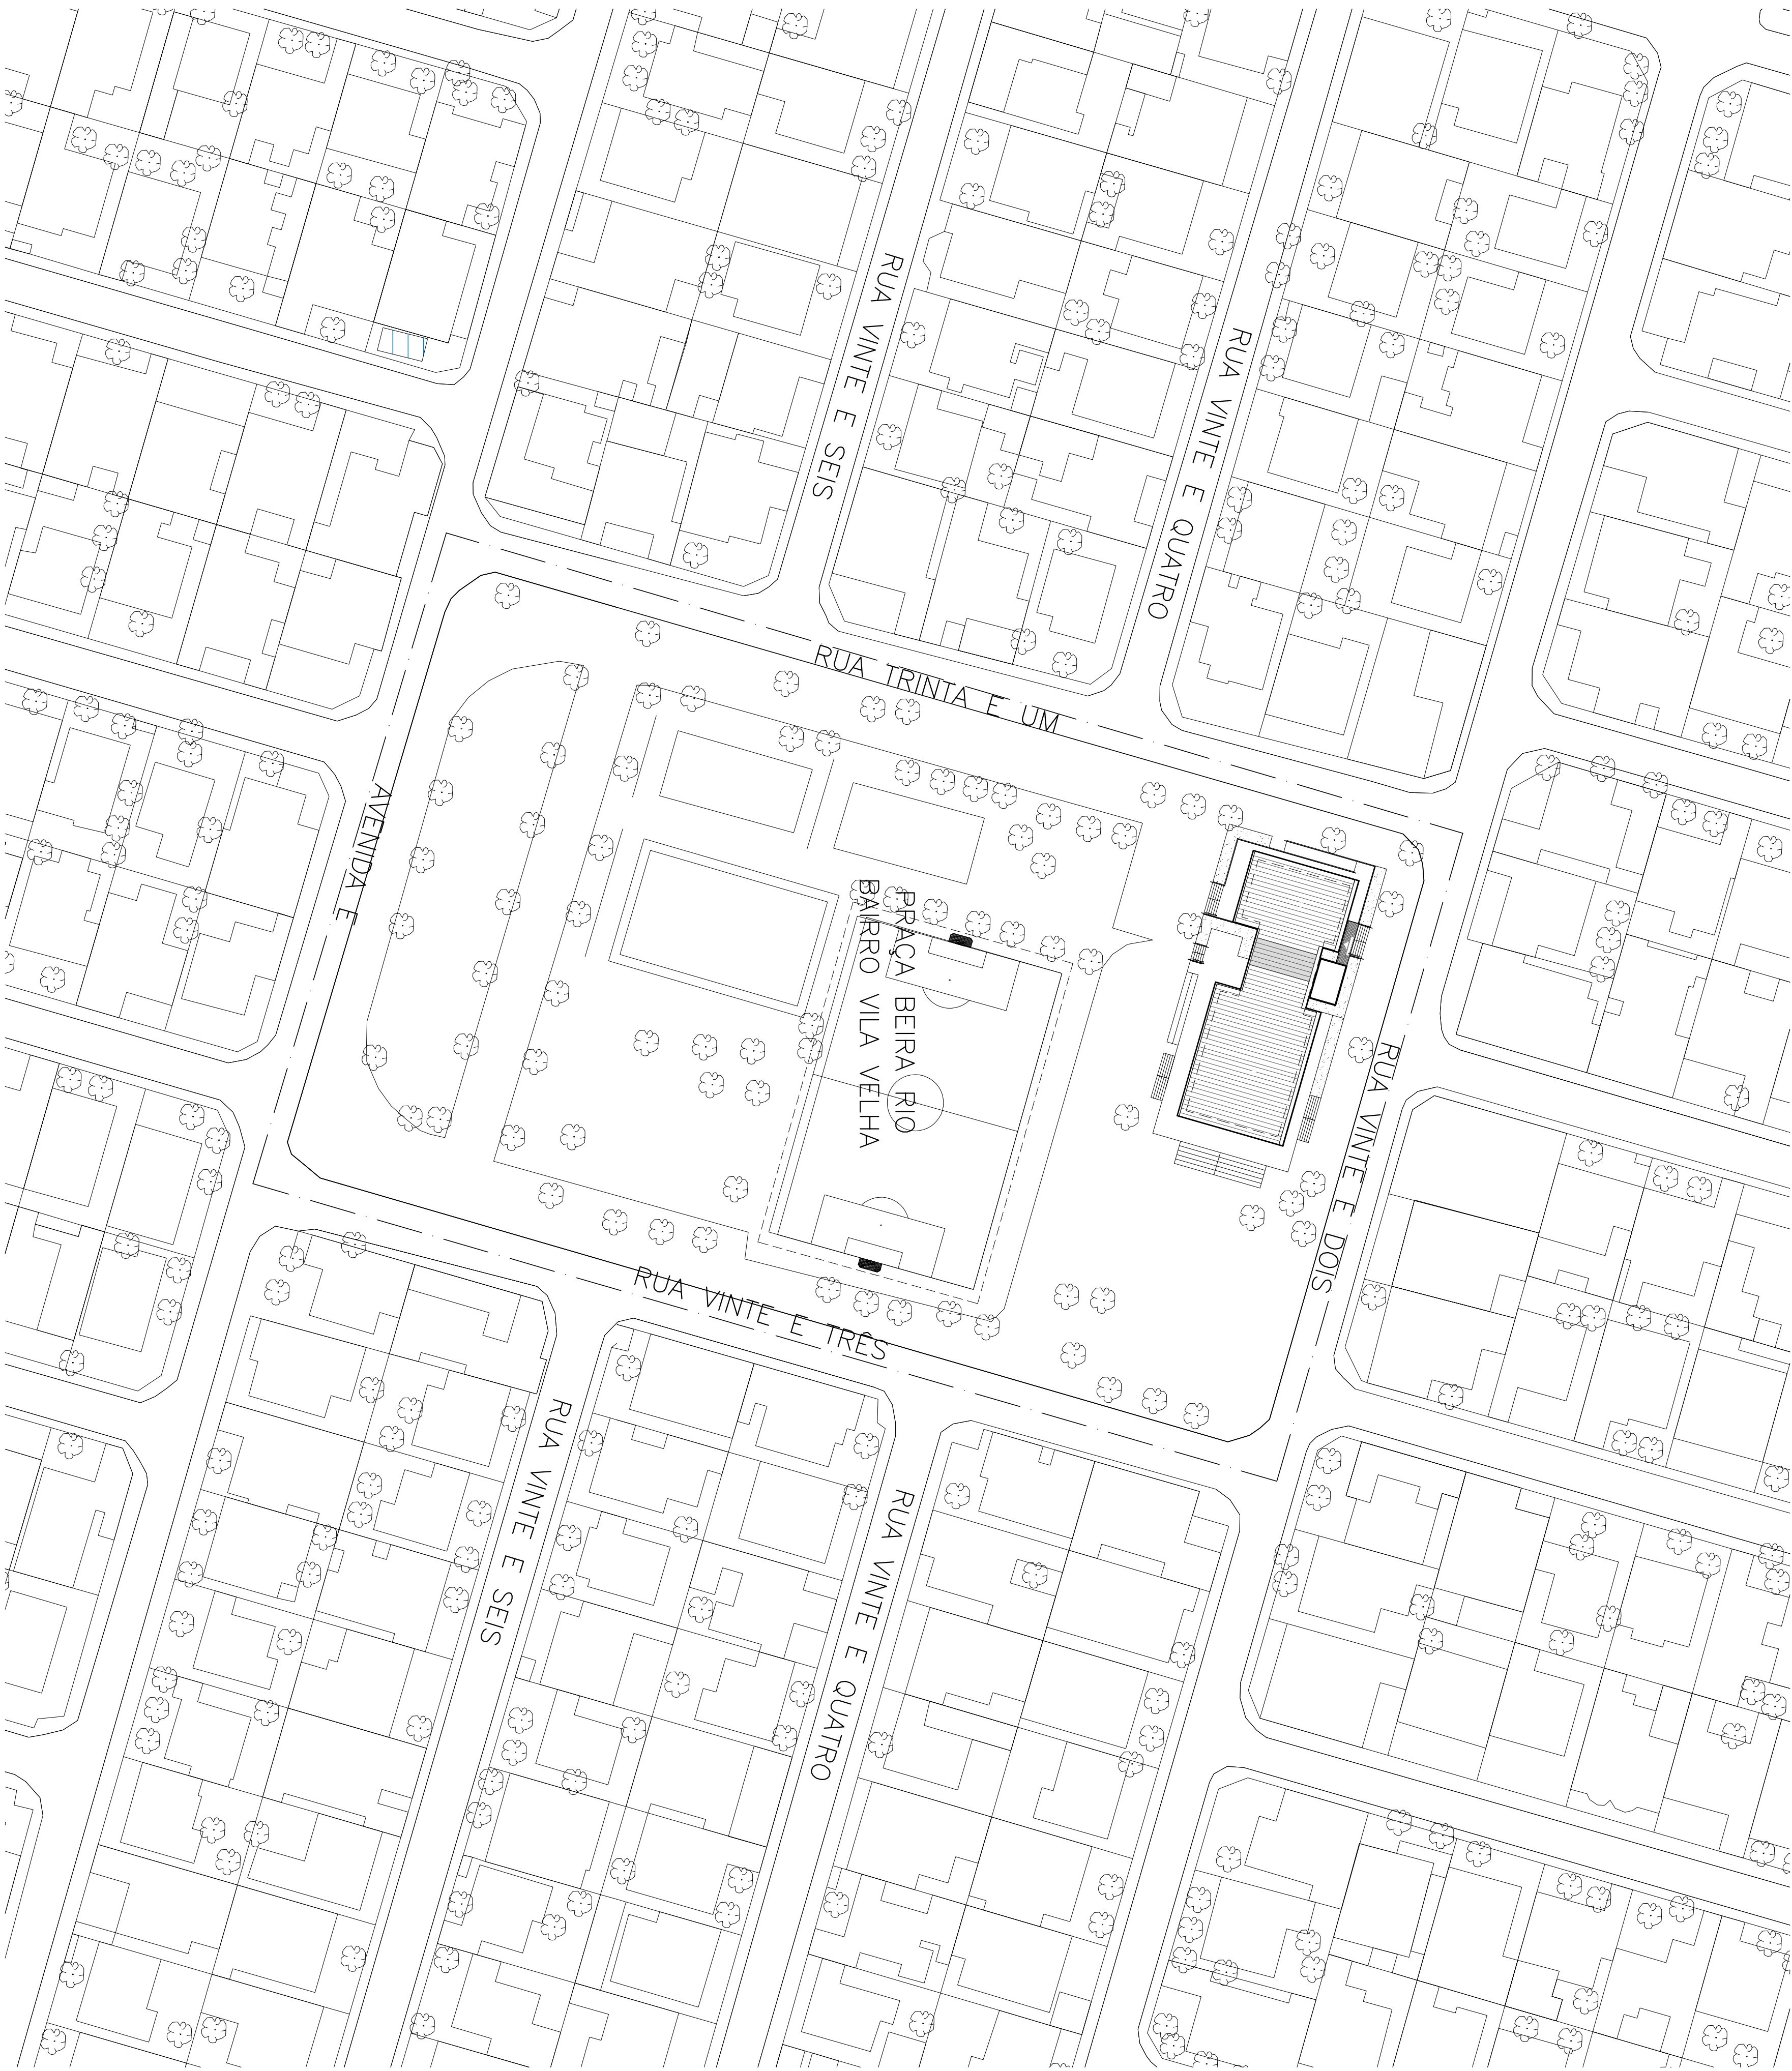 RUA VINTE E SEIS
RUA VINTE E QUATRO
RUA TRINTA E UM
AVENIDA E
PRAÇA BEIRA RIO
BAIRRO VILA VELHA
RUA VINTE E DOIS
RUA VINTE E TRÊS
RUA VINTE E SEIS
RUA VINTE E QUATRO